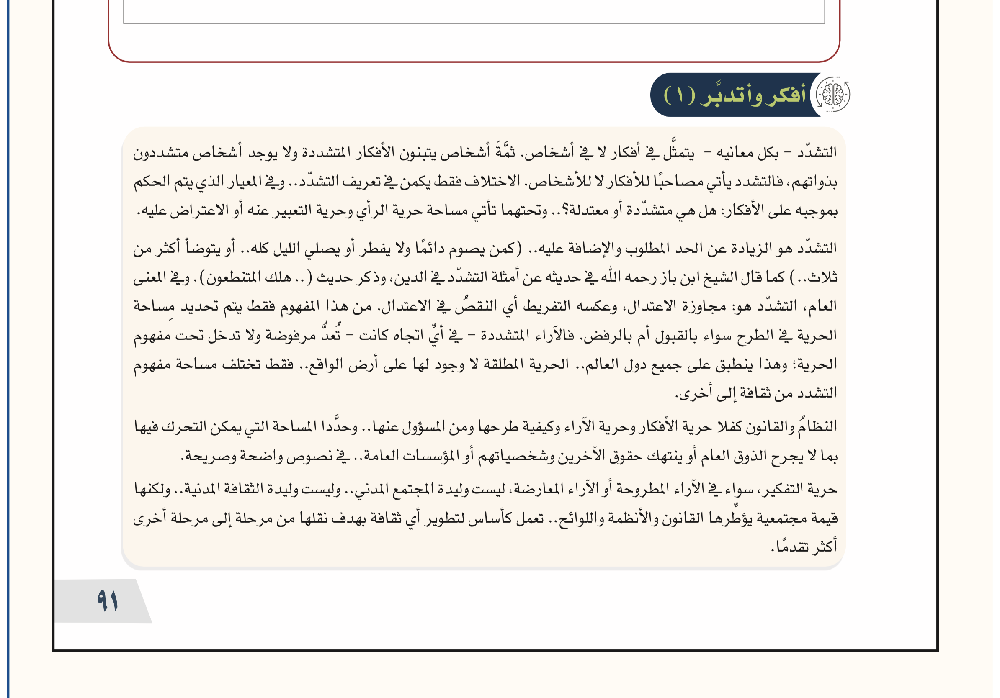 أفكر وأتدبَّر (١)
التشدّد – بكل معانيه – يتمثَّل في أفكار لا في أشخاص. ثمَّةَ أشخاص يتبنون الأفكار المتشددة ولا يوجد أشخاص متشددون
بذواتهم، فالتشدد يأتي مصاحبًا للأفكار لا للأشخاص. الاختلاف فقط يكمن في تعريف التشدّد.. وفي المعيار الذي يتم الحكم
بموجبه على الأفكار: هل هي متشدّدة أو معتدلة؟.. وتحتهما تأتي مساحة حرية الرأي وحرية التعبير عنه أو الاعتراض عليه.
التشدّد هو الزيادة عن الحد المطلوب والإضافة عليه.. (كمن يصوم دائمًا ولا يفطر أو يصلي الليل كله.. أو يتوضأ أكثر من
ثلاث..) كما قال الشيخ ابن باز رحمه الله في حديثه عن أمثلة التشدّد في الدين، وذكر حديث (.. هلك المتنطعون). وفي المعنى
العام، التشدّد هو: مجاوزة الاعتدال، وعكسه التفريط أي النقصُ في الاعتدال. من هذا المفهوم فقط يتم تحديد مِساحة
الحرية في الطرح سواء بالقبول أم بالرفض. فالآراء المتشددة – في أيِّ اتجاه كانت – تُعدُّ مرفوضة ولا تدخل تحت مفهوم
الحرية؛ وهذا ينطبق على جميع دول العالم.. الحرية المطلقة لا وجود لها على أرض الواقع.. فقط تختلف مساحة مفهوم
التشدد من ثقافة إلى أخرى.
النظامُ والقانون كفلا حرية الأفكار وحرية الآراء وكيفية طرحها ومن المسؤول عنها.. وحدَّدا المساحة التي يمكن التحرك فيها
بما لا يجرح الذوق العام أو ينتهك حقوق الآخرين وشخصياتهم أو المؤسسات العامة.. في نصوص واضحة وصريحة.
حرية التفكير، سواء في الآراء المطروحة أو الآراء المعارضة، ليست وليدة المجتمع المدني.. وليست وليدة الثقافة المدنية.. ولكنها
قيمة مجتمعية يؤطِّرها القانون والأنظمة واللوائح.. تعمل كأساس لتطوير أي ثقافة بهدف نقلها من مرحلة إلى مرحلة أخرى
أكثر تقدمًا.
٩١